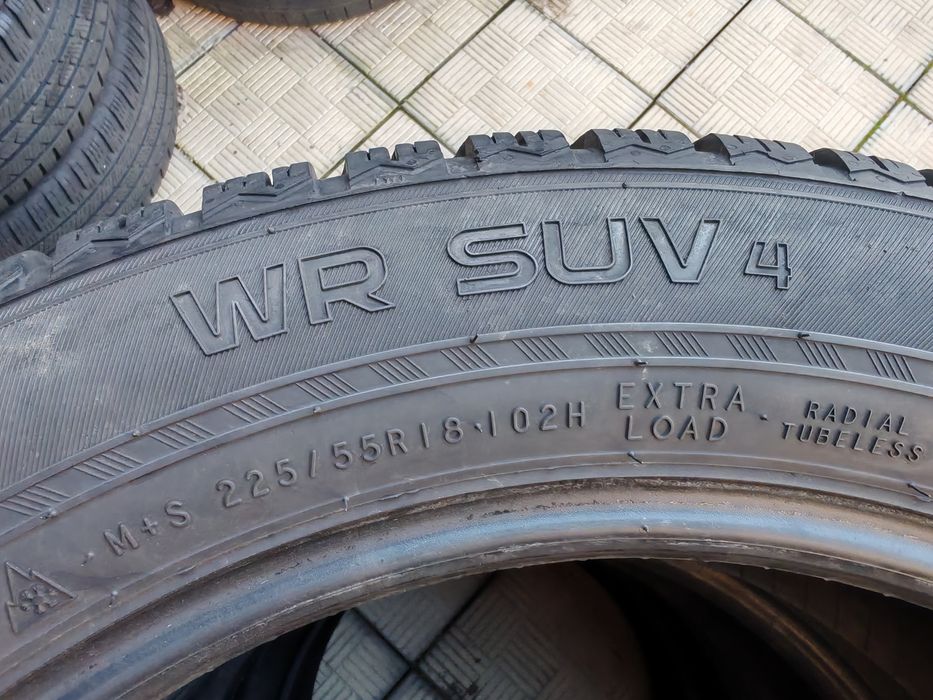 WR SUV 4
M+S 225/55R18 102H EXTRA LOAD
RADIAL
TUBELESS